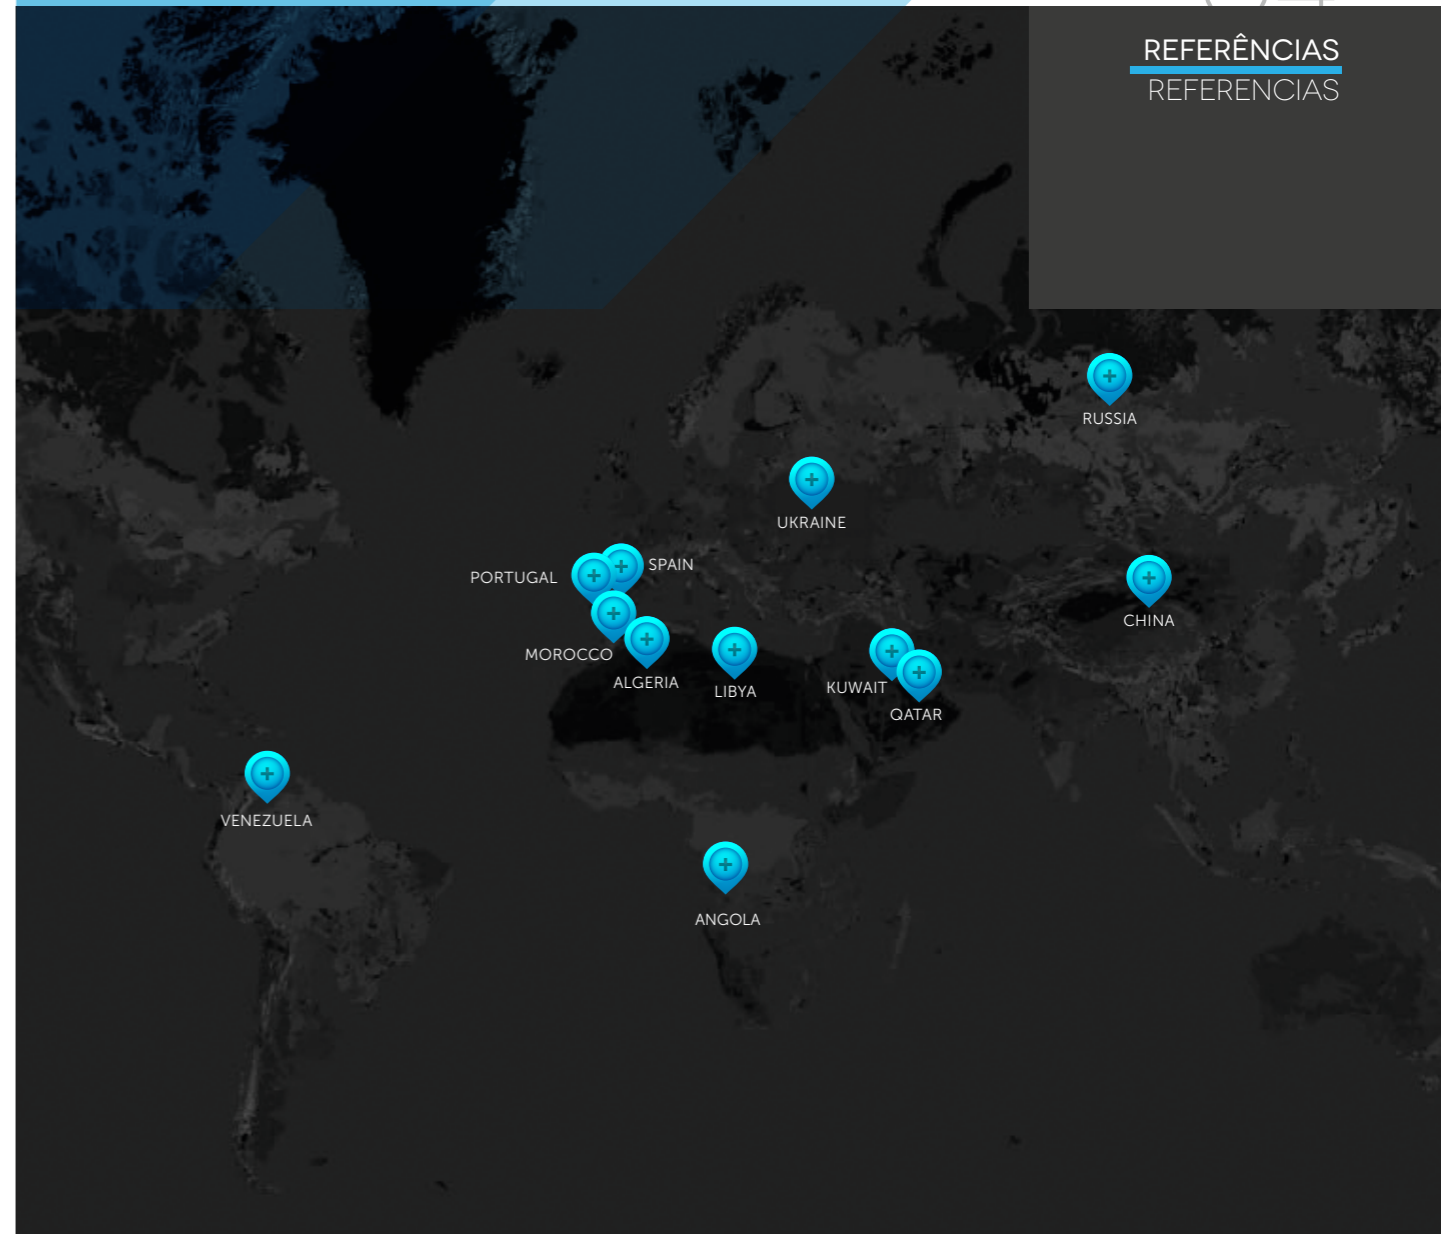 REFERÊNCIAS
REFERENCIAS
RUSSIA
UKRAINE
SPAIN
PORTUGAL
CHINA
MOROCCO
ALGERIA
LIBYA
KUWAIT
QATAR
VENEZUELA
ANGOLA